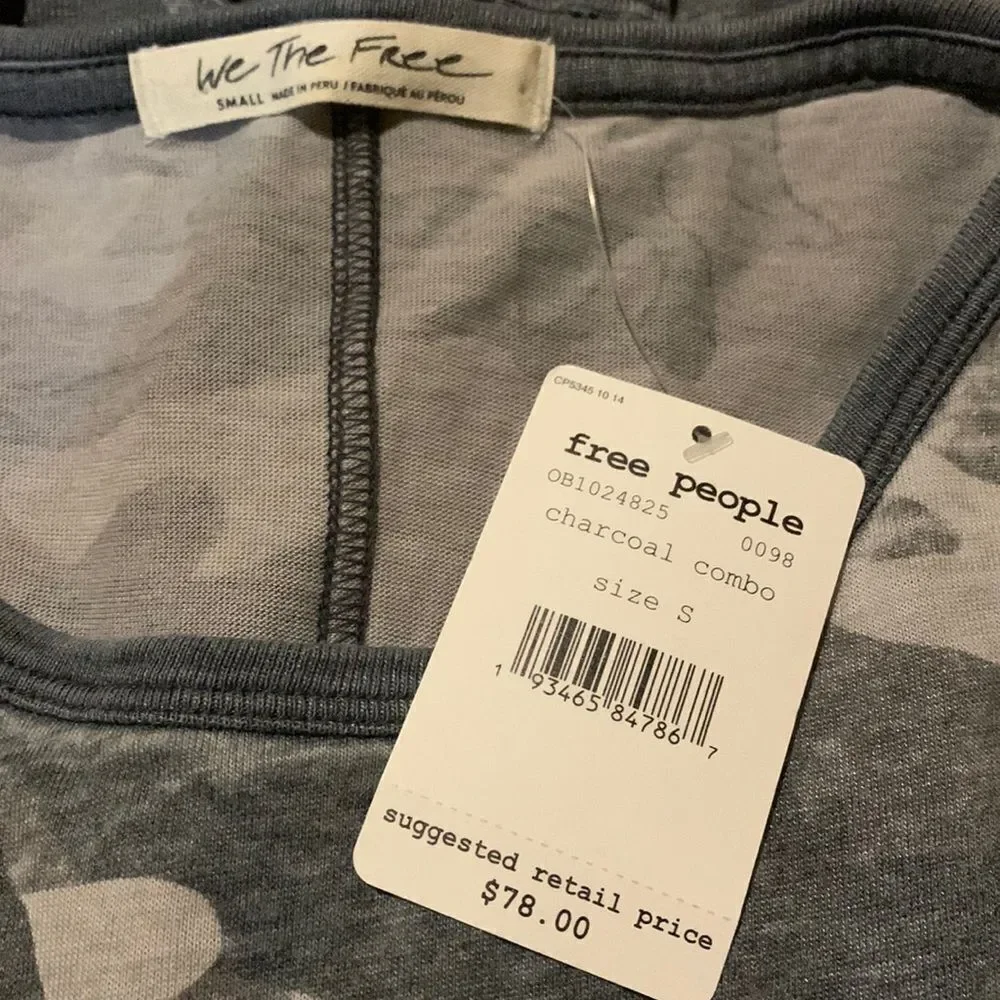 We The Free
SMALL MADE IN PERU / FABRIQUÉ AU PÉROU
CP5345 10 14
free people
OB1024825 0098
charcoal combo
size S
1 93465 84786 7
suggested retail price
$78.00